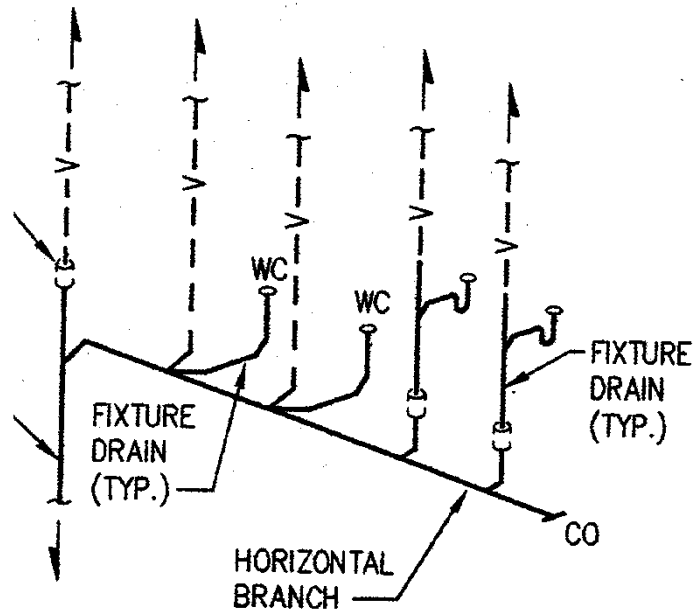 V
V
V
V
V
WC
WC
FIXTURE
DRAIN
(TYP.)
FIXTURE
DRAIN
(TYP.)
CO
HORIZONTAL
BRANCH